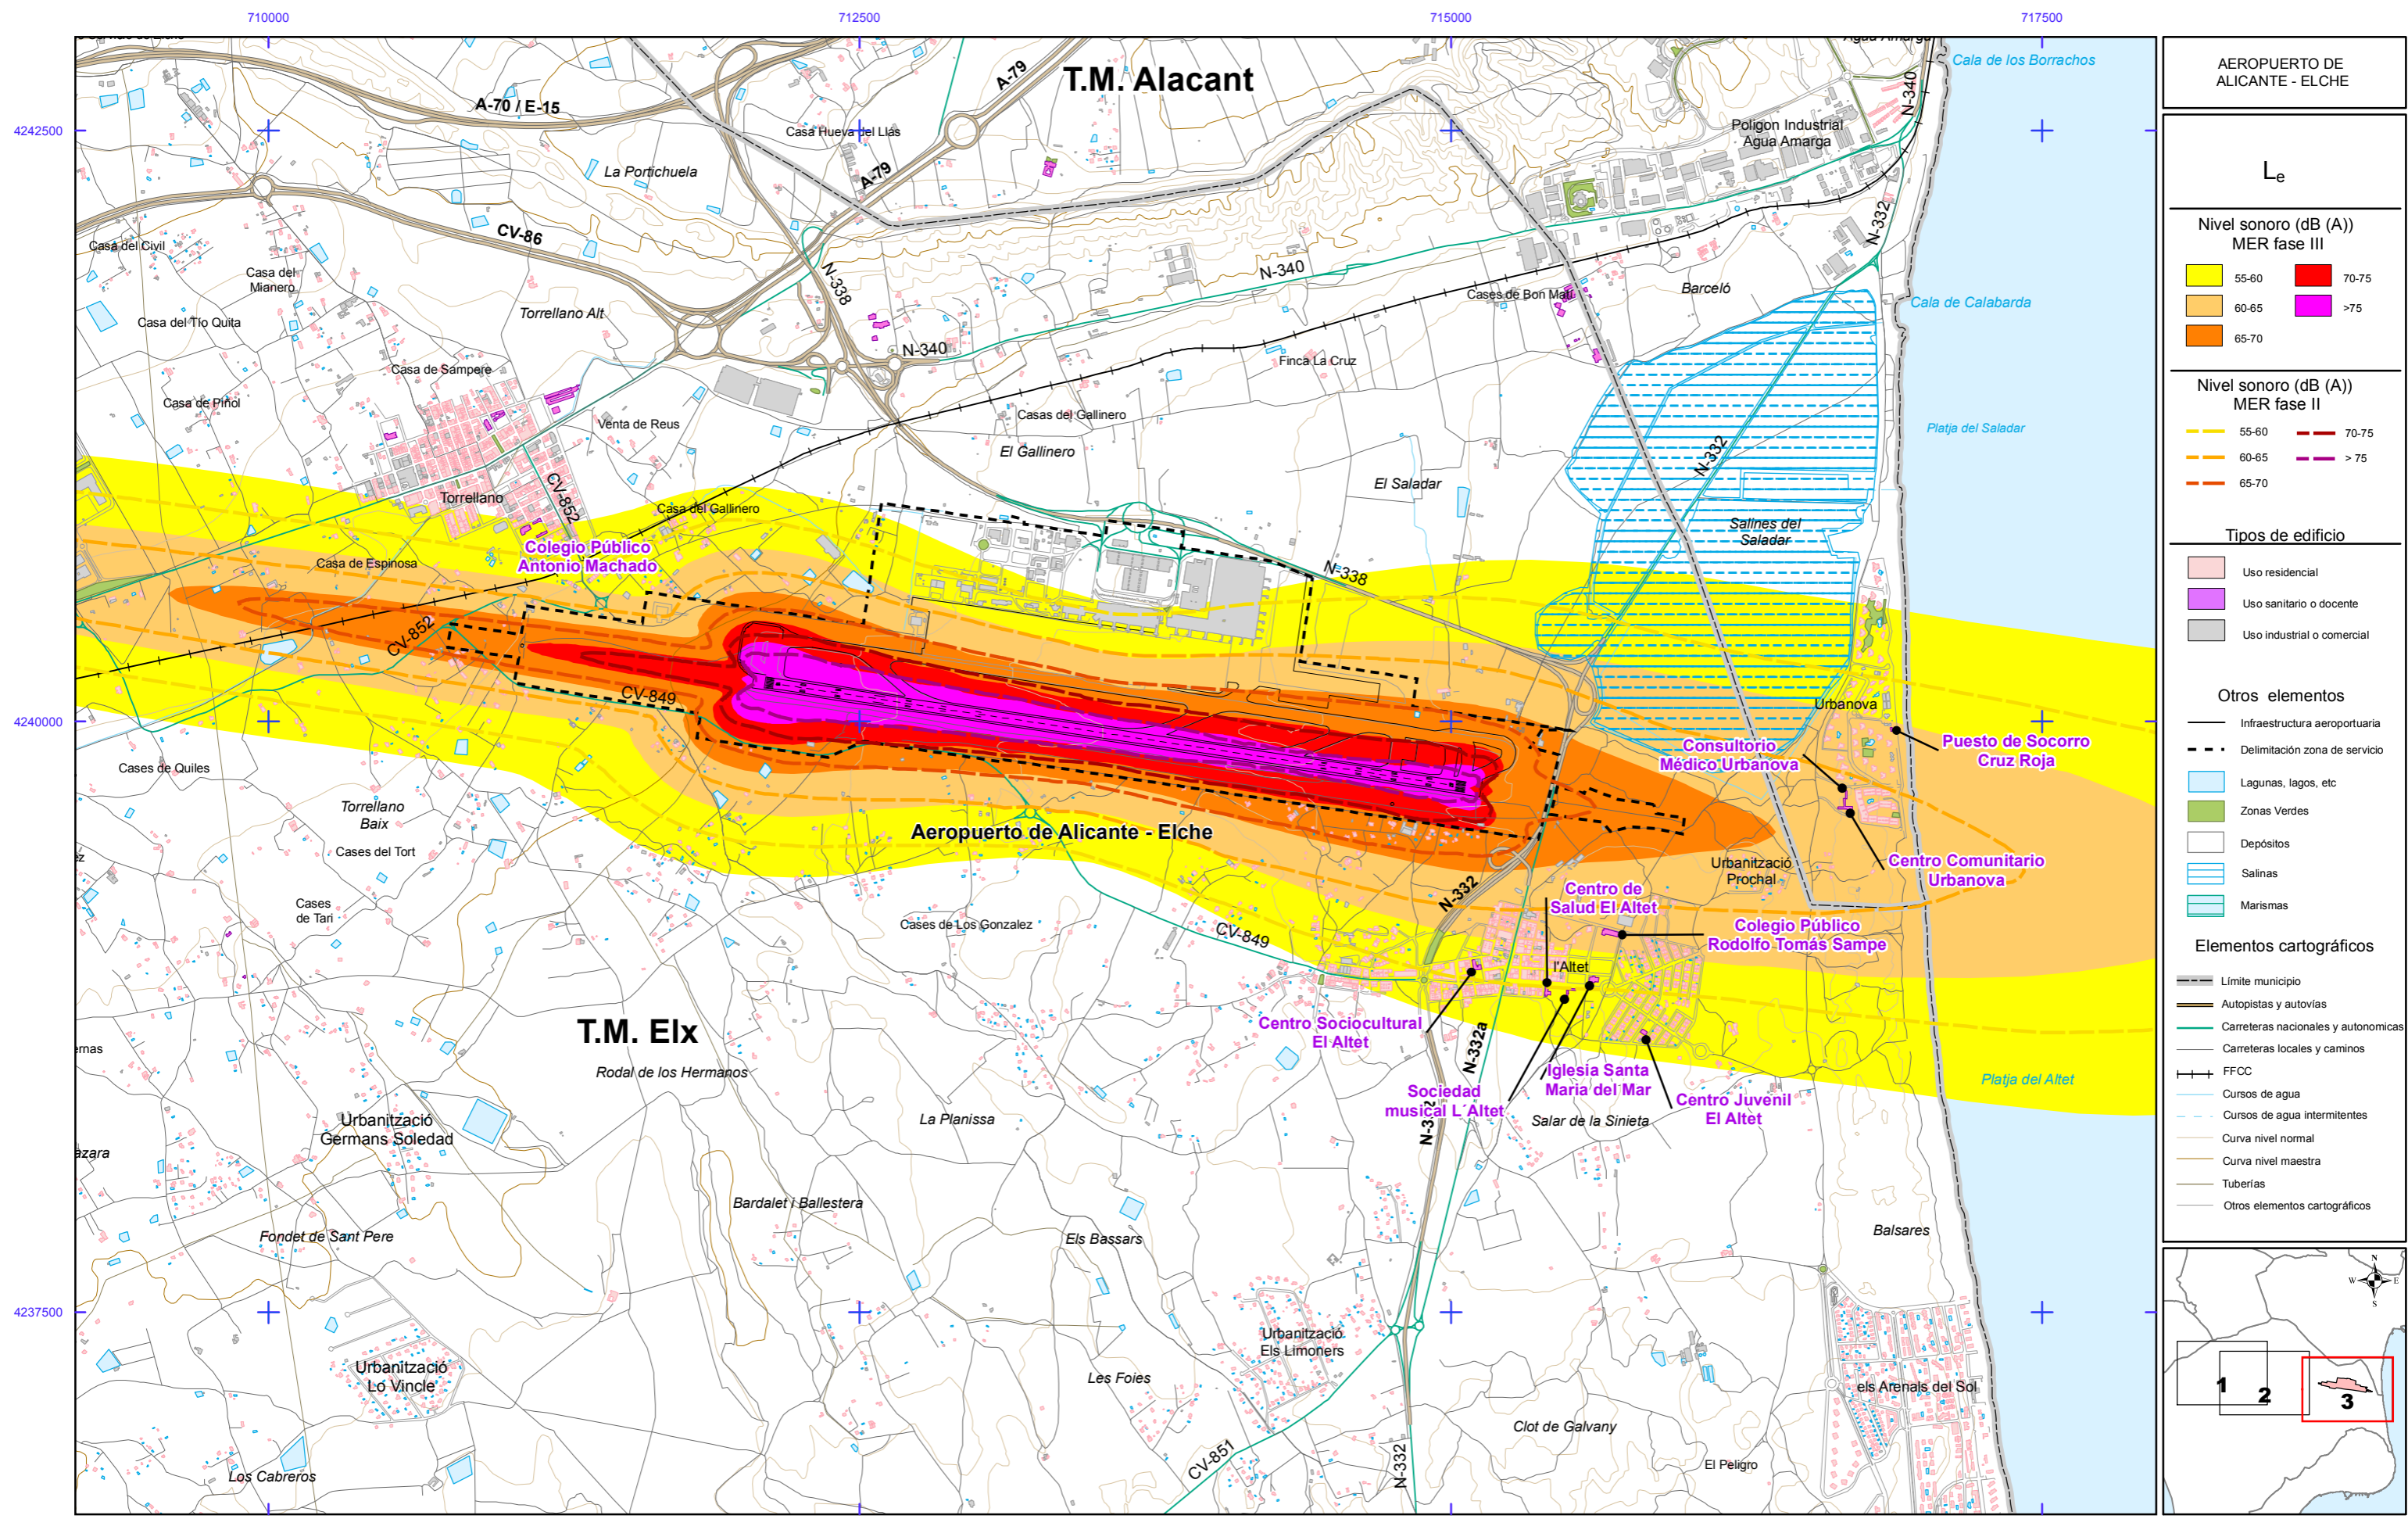 710000
712500
715000
717500
4242500
4240000
4237500
T.M. Alacant
A-79
A-70 / E-15
Casa Hueva del Llás
La Portichuela
A-79
CV-86
Casa del Civil
Casa del
Mianero
Casa del Tío Quita
Torrellano Alt
N-338
N-340
N-340
N-340
N-332
Agua Amarga
Poligon Industrial
Agua Amarga
Cala de los Borrachos
Cases de Bon Matí
Barceló
Cala de Calabarda
Finca La Cruz
Casa de Sampere
Casa de Piñol
Venta de Reus
Casas del Gallinero
El Gallinero
Platja del Saladar
N-332
El Saladar
Torrellano
CV-852
Casa del Gallinero
Salines del
Saladar
Colegio Público
Antonio Machado
Casa de Espinosa
N-338
CV-852
CV-849
Urbanova
Consultorio
Médico Urbanova
Puesto de Socorro
Cruz Roja
Cases de Quiles
Torrellano
Baix
Cases del Tort
Aeropuerto de Alicante - Elche
Urbanització
Prochal
Centro Comunitario
Urbanova
Cases
de Tari
Cases de Los Gonzalez
N-332
Centro de
Salud El Altet
Colegio Público
Rodolfo Tomás Sampe
CV-849
l'Altet
T.M. Elx
Centro Sociocultural
El Altet
N-332a
Rodal de los Hermanos
Iglesia Santa
Maria del Mar
Sociedad
musical L´Altet
Centro Juvenil
El Altet
Platja del Altet
Urbanització
Germans Soledad
La Planissa
Salar de la Sinieta
Bardalet i Ballestera
Fondet de Sant Pere
Els Bassars
Balsares
Urbanització
Els Limoners
Urbanització
Lo Vincle
Les Foies
els Arenals del Sol
Clot de Galvany
CV-851
N-332
El Peligro
Los Cabreros
AEROPUERTO DE
ALICANTE - ELCHE
Le
Nivel sonoro (dB (A))
MER fase III
55-60
70-75
60-65
>75
65-70
Nivel sonoro (dB (A))
MER fase II
55-60
70-75
60-65
> 75
65-70
Tipos de edificio
Uso residencial
Uso sanitario o docente
Uso industrial o comercial
Otros elementos
Infraestructura aeroportuaria
Delimitación zona de servicio
Lagunas, lagos, etc
Zonas Verdes
Depósitos
Salinas
Marismas
Elementos cartográficos
Límite municipio
Autopistas y autovías
Carreteras nacionales y autonomicas
Carreteras locales y caminos
FFCC
Cursos de agua
Cursos de agua intermitentes
Curva nivel normal
Curva nivel maestra
Tuberías
Otros elementos cartográficos
N
W
E
S
1
2
3